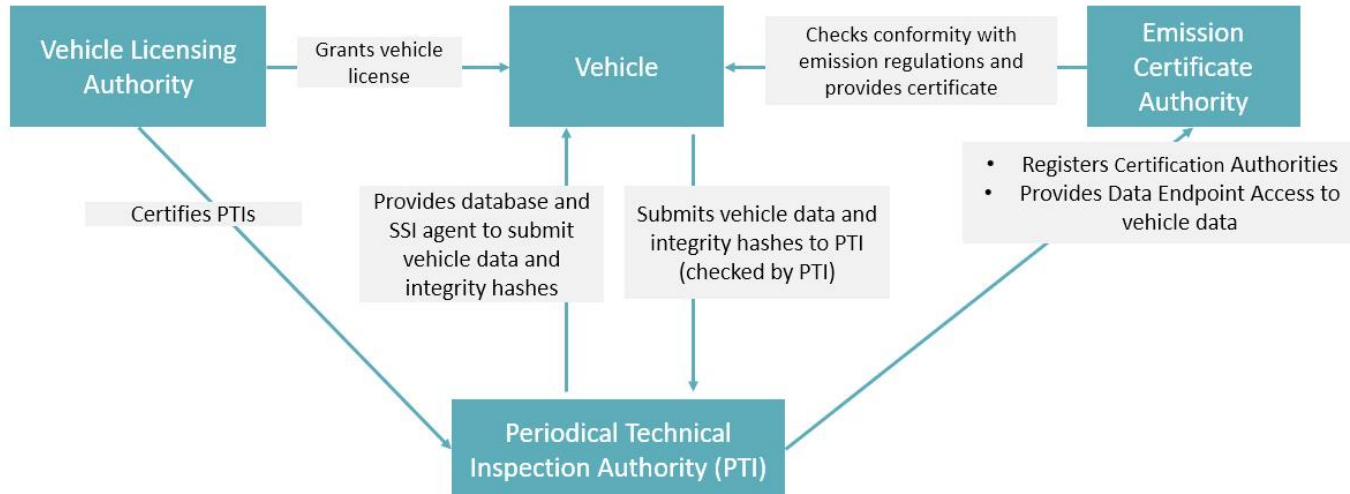 Vehicle Licensing
Authority
Grants vehicle
license
Vehicle
Checks conformity with
emission regulations and
provides certificate
Emission
Certificate
Authority
Certifies PTIs
Provides database and
SSI agent to submit
vehicle data and
integrity hashes
Submits vehicle data and
integrity hashes to PTI
(checked by PTI)
• Registers Certification Authorities
• Provides Data Endpoint Access to
vehicle data
Periodical Technical
Inspection Authority (PTI)